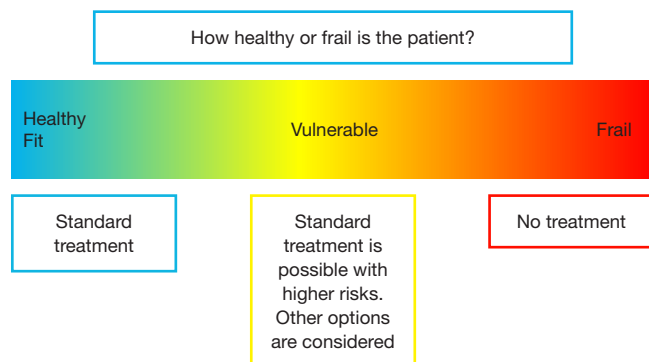 How healthy or frail is the patient?
Healthy
Fit
Vulnerable
Frail
Standard
treatment
Standard
treatment is
possible with
higher risks.
Other options
are considered
No treatment